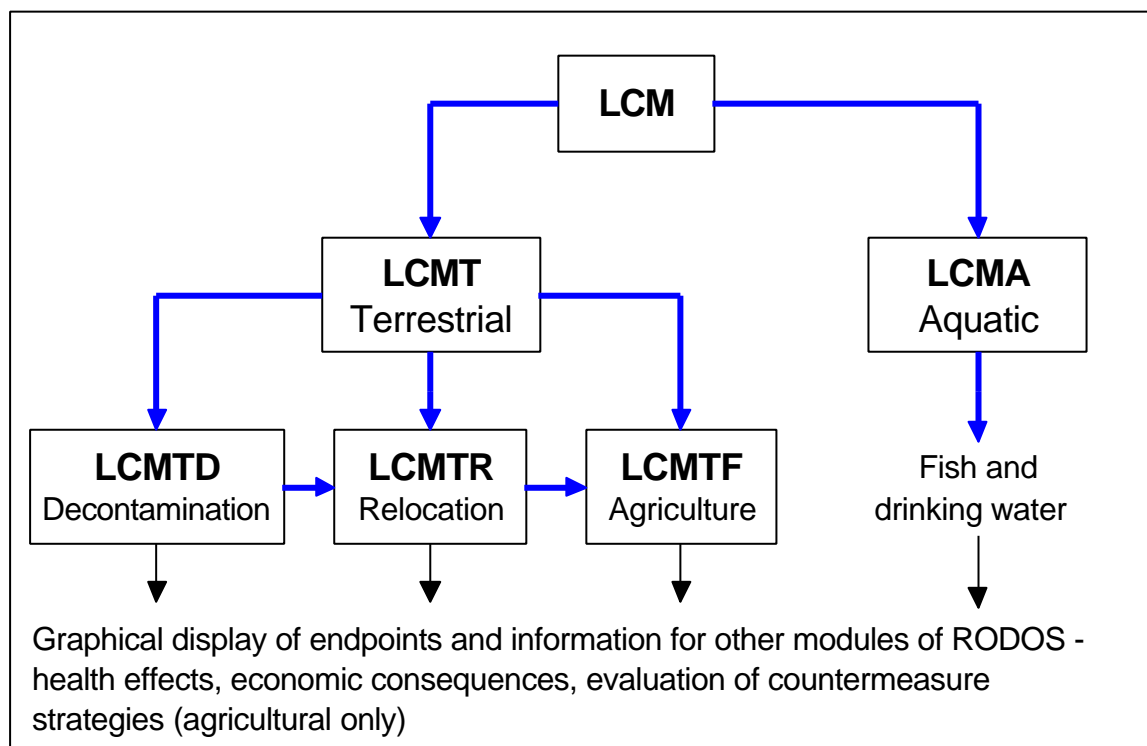 LCM
LCMT
Terrestrial
LCMA
Aquatic
LCMTD
Decontamination
LCMTR
Relocation
LCMTF
Agriculture
Fish and
drinking water
Graphical display of endpoints and information for other modules of RODOS -
health effects, economic consequences, evaluation of countermeasure
strategies (agricultural only)